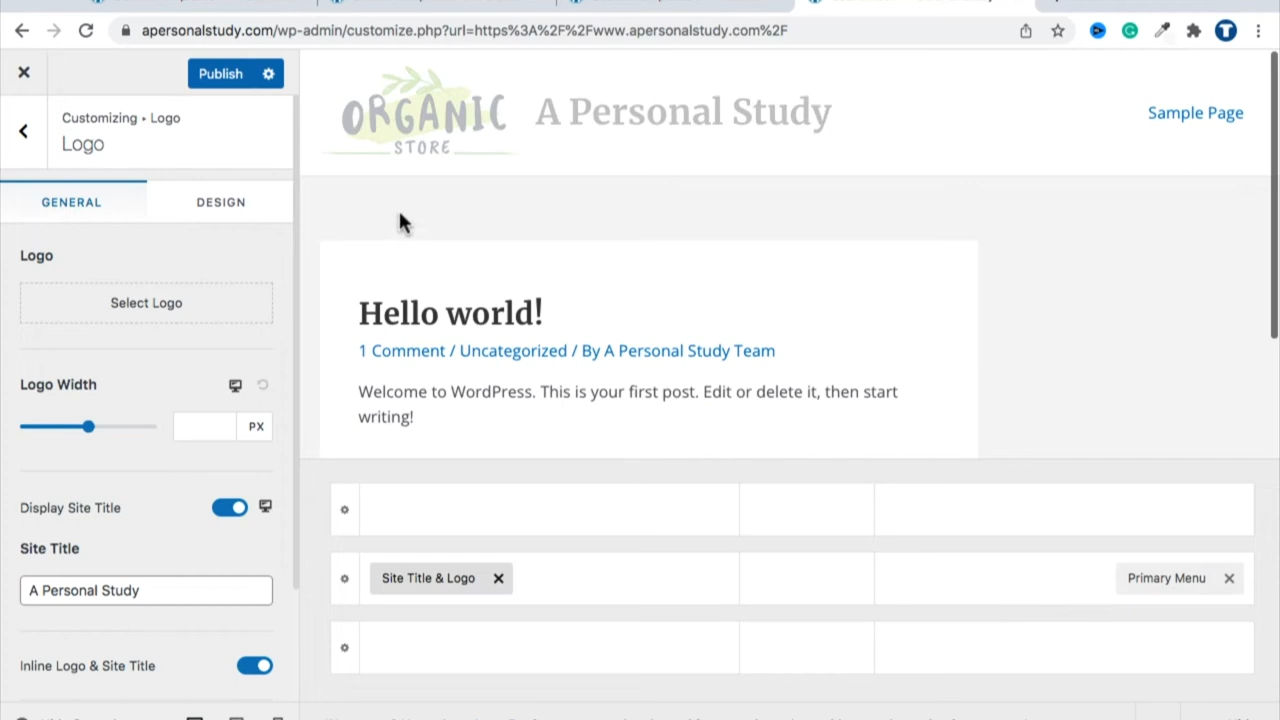 apersonalstudy.com/wp-admin/customize.php?url=https%3A%2F%2Fwww.apersonalstudy.com%2F
Publish
Customizing • Logo
Logo
GENERAL
DESIGN
Logo
Select Logo
Logo Width
PX
Display Site Title
Site Title
A Personal Study
Inline Logo & Site Title
ORGANIC
STORE
A Personal Study
Sample Page
Hello world!
1 Comment / Uncategorized / By A Personal Study Team
Welcome to WordPress. This is your first post. Edit or delete it, then start
writing!
Site Title & Logo
Primary Menu